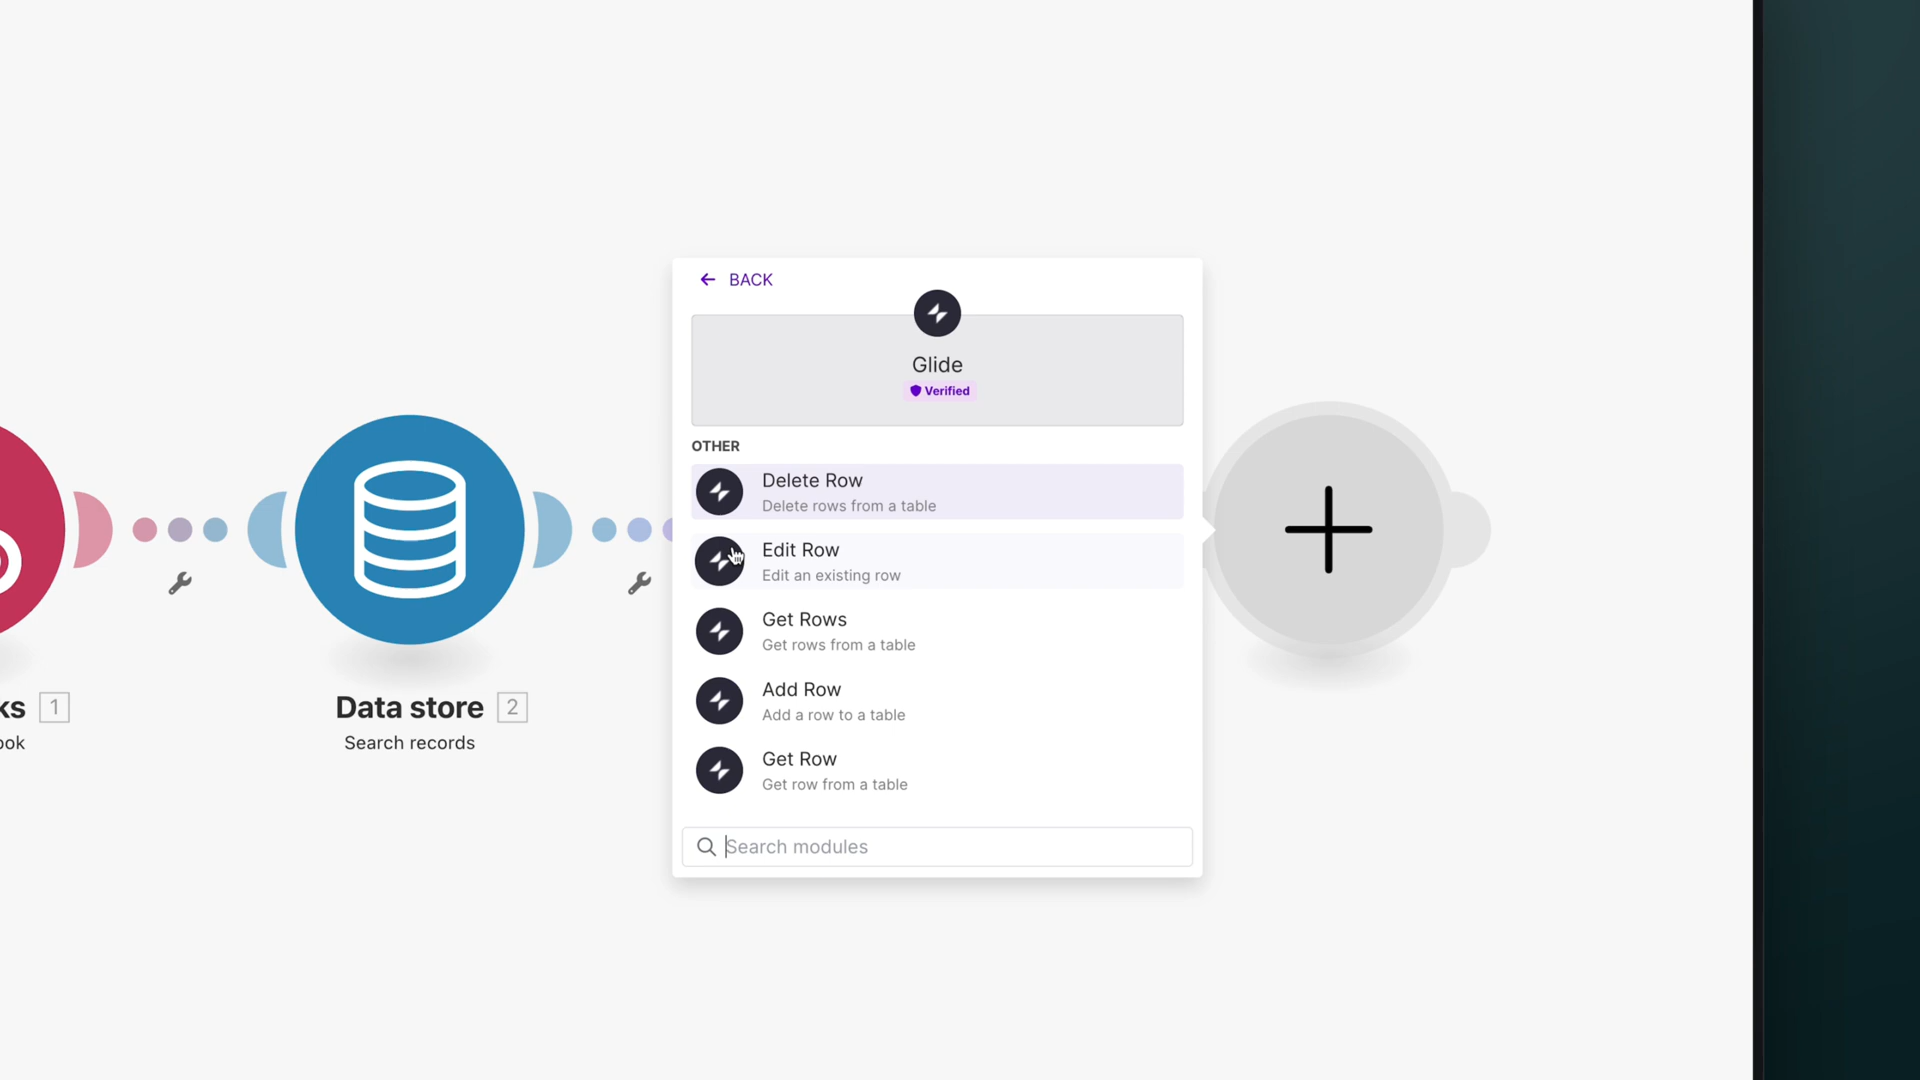 BACK
Glide
Verified
OTHER
Delete Row
Delete rows from a table
Edit Row
Edit an existing row
Get Rows
Get rows from a table
Add Row
Add a row to a table
Get Row
Get row from a table
Search modules
ks 1
ook
Data store 2
Search records